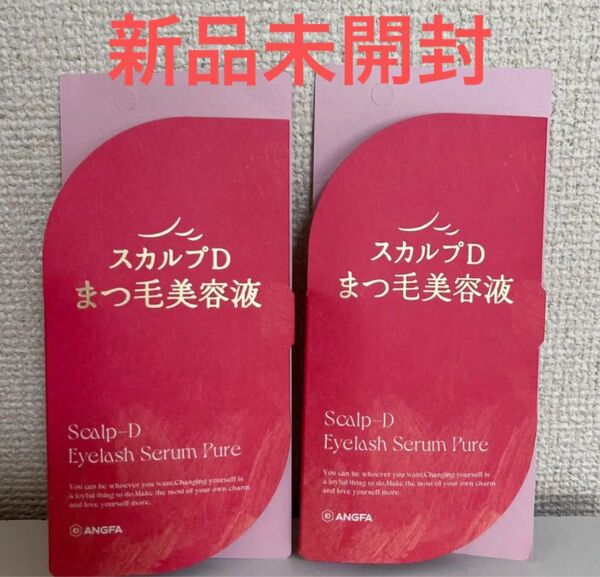 新品未開封
スカルプD
まつ毛美容液
Scalp-D
Eyelash Serum Pure
You can be whoever you want.Changing yourself is
a joyful thing to do.Make the most of your own charm
and love yourself more.
ANGFA
スカルプD
まつ毛美容液
Scalp-D
Eyelash Serum Pure
You can be whoever you want.Changing yourself is
a joyful thing to do.Make the most of your own charm
and love yourself more.
ANGFA